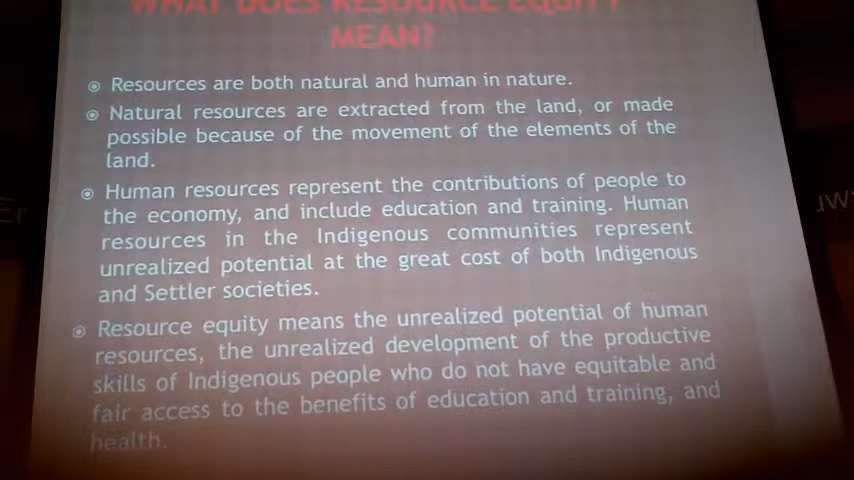 WHAT DOES RESOURCE EQUITY
MEAN?
Resources are both natural and human in nature.
Natural resources are extracted from the land, or made
possible because of the movement of the elements of the
land.
Human resources represent the contributions of people to
the economy, and include education and training. Human
resources in the Indigenous communities represent
unrealized potential at the great cost of both Indigenous
and Settler societies.
Resource equity means the unrealized potential of human
resources, the unrealized development of the productive
skills of Indigenous people who do not have equitable and
fair access to the benefits of education and training, and
health.